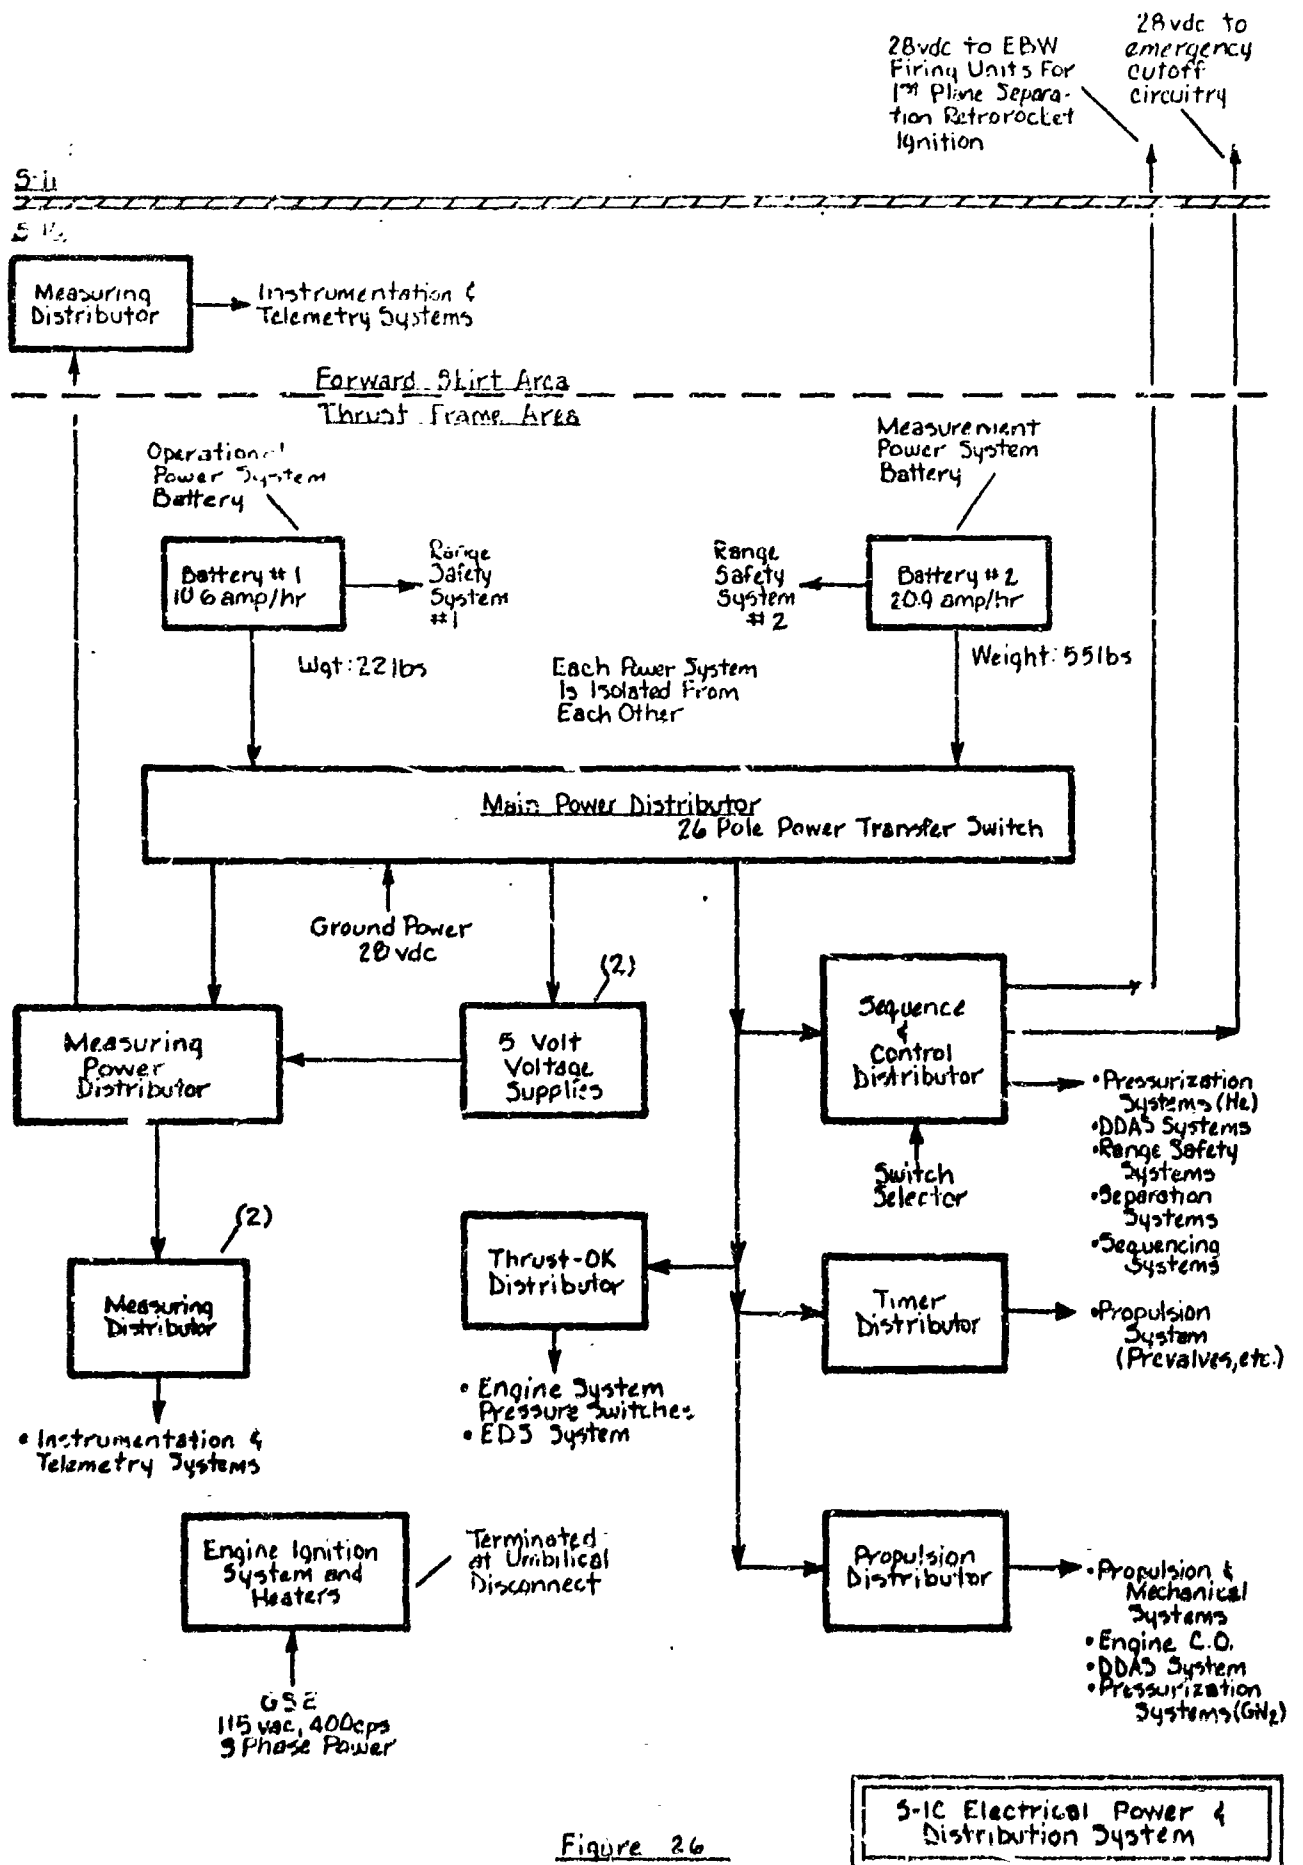 28vdc to
emergency
cutoff
circuitry
28vdc to EBW
Firing Units For
1st Plane Separa-
tion Retrorocket
Ignition
S-II
Measuring
Distributor
Instrumentation &
Telemetry Systems
Forward Skirt Area
Thrust Frame Area
Operational
Power System
Battery
Measurement
Power System
Battery
Battery #1
10.6 amp/hr
Range
Safety
System
#1
Range
Safety
System
#2
Battery #2
20.9 amp/hr
Wgt: 22 lbs
Each Power System
Is Isolated From
Each Other
Weight: 55 lbs
Main Power Distributor
26 Pole Power Transfer Switch
Ground Power
28 vdc
(2)
Measuring
Power
Distributor
5 Volt
Voltage
Supplies
Sequence
&
Control
Distributor
• Pressurization
Systems (He)
• DDAS Systems
• Range Safety
Systems
• Separation
Systems
• Sequencing
Systems
Switch
Selector
(2)
Measuring
Distributor
Thrust-OK
Distributor
Timer
Distributor
• Propulsion
System
(Prevalves, etc.)
• Engine System
Pressure Switches
• EDS System
• Instrumentation &
Telemetry Systems
Engine Ignition
System and
Heaters
Terminated
at Umbilical
Disconnect
Propulsion
Distributor
• Propulsion &
Mechanical
Systems
• Engine C.O.
• DDAS System
• Pressurization
Systems (GN2)
GSE
115 vac, 400cps
3 Phase Power
S-IC Electrical Power &
Distribution System
Figure 26